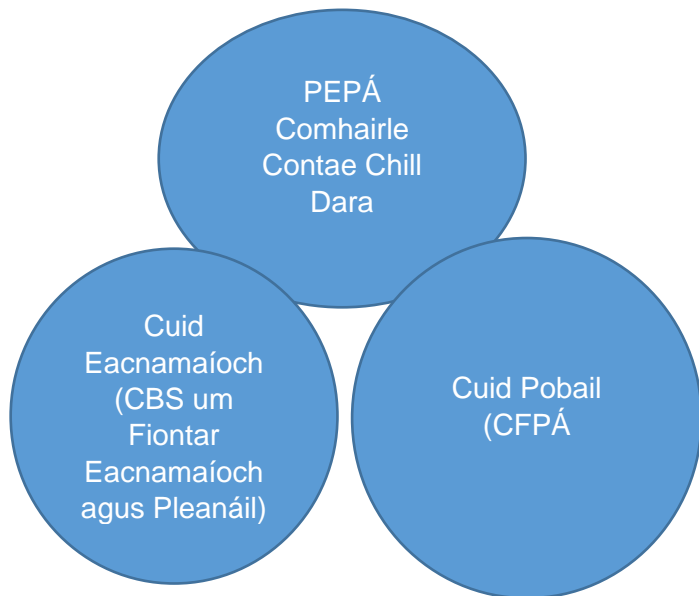 PEPÁ
Comhairle
Contae Chill
Dara
Cuid
Eacnamaíoch
(CBS um
Fiontar
Eacnamaíoch
agus Pleanáil)
Cuid Pobail
(CFPÁ